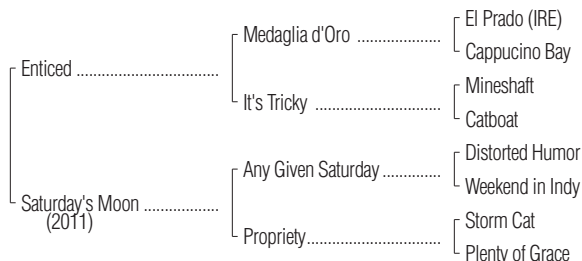 El Prado (IRE)
Medaglia d'Oro ...................
Cappucino Bay
Enticed ................................
Mineshaft
It's Tricky ............................
Catboat
Distorted Humor
Any Given Saturday .............
Weekend in Indy
Saturday's Moon .................
(2011)
Storm Cat
Propriety..............................
Plenty of Grace